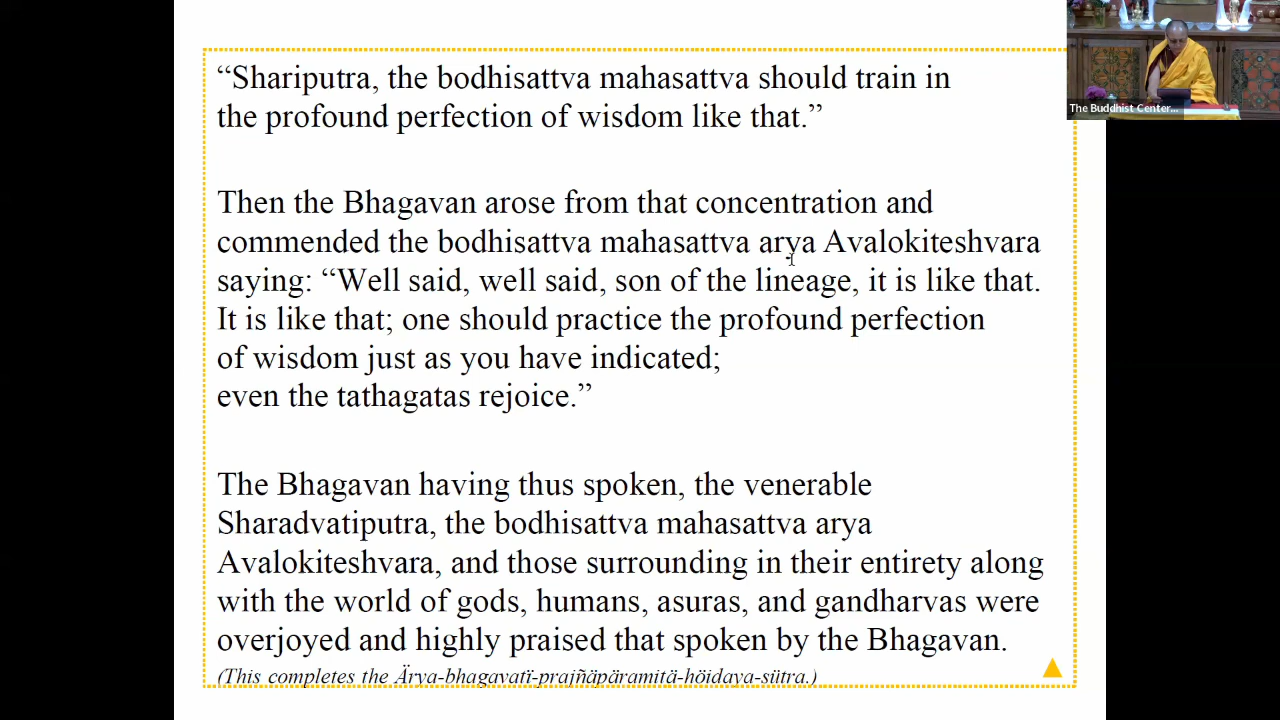 “Shariputra, the bodhisattva mahasattva should train in
the profound perfection of wisdom like that.”
Then the Bhagavan arose from that concentration and
commended the bodhisattva mahasattva arya Avalokiteshvara
saying: “Well said, well said, son of the lineage, it is like that.
It is like that; one should practice the profound perfection
of wisdom just as you have indicated;
even the tathagatas rejoice.”
The Bhagavan having thus spoken, the venerable
Sharadvatiputra, the bodhisattva mahasattva arya
Avalokiteshvara, and those surrounding in their entirety along
with the world of gods, humans, asuras, and gandharvas were
overjoyed and highly praised that spoken by the Bhagavan.
(This completes the Ärya-bhagavatï-prajñäpäramitä-höidaya-sütra.)
The Buddhist Center...